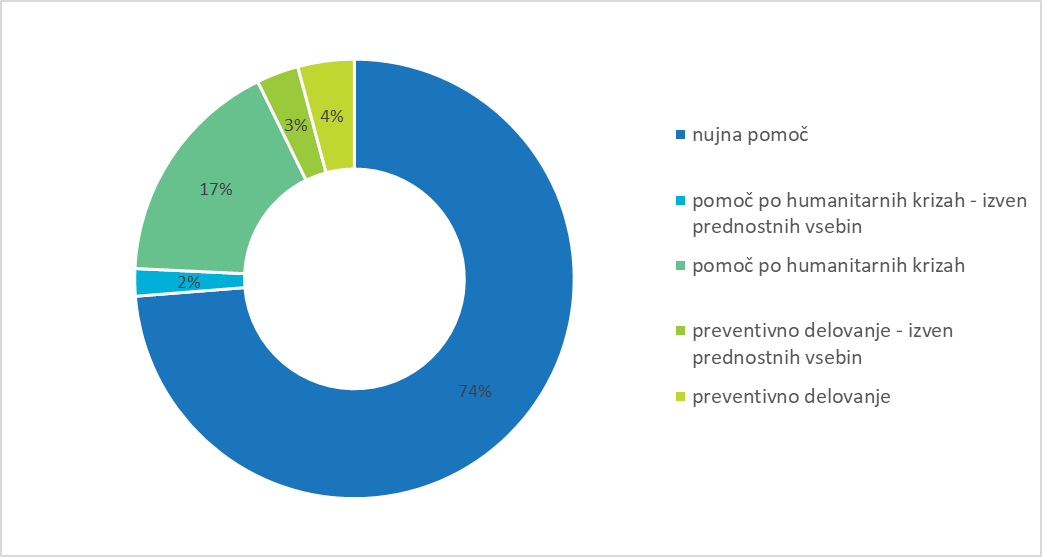 4%
3%
17%
2%
74%
nujna pomoč
pomoč po humanitarnih krizah - izven
prednostnih vsebin
pomoč po humanitarnih krizah
preventivno delovanje - izven
prednostnih vsebin
preventivno delovanje